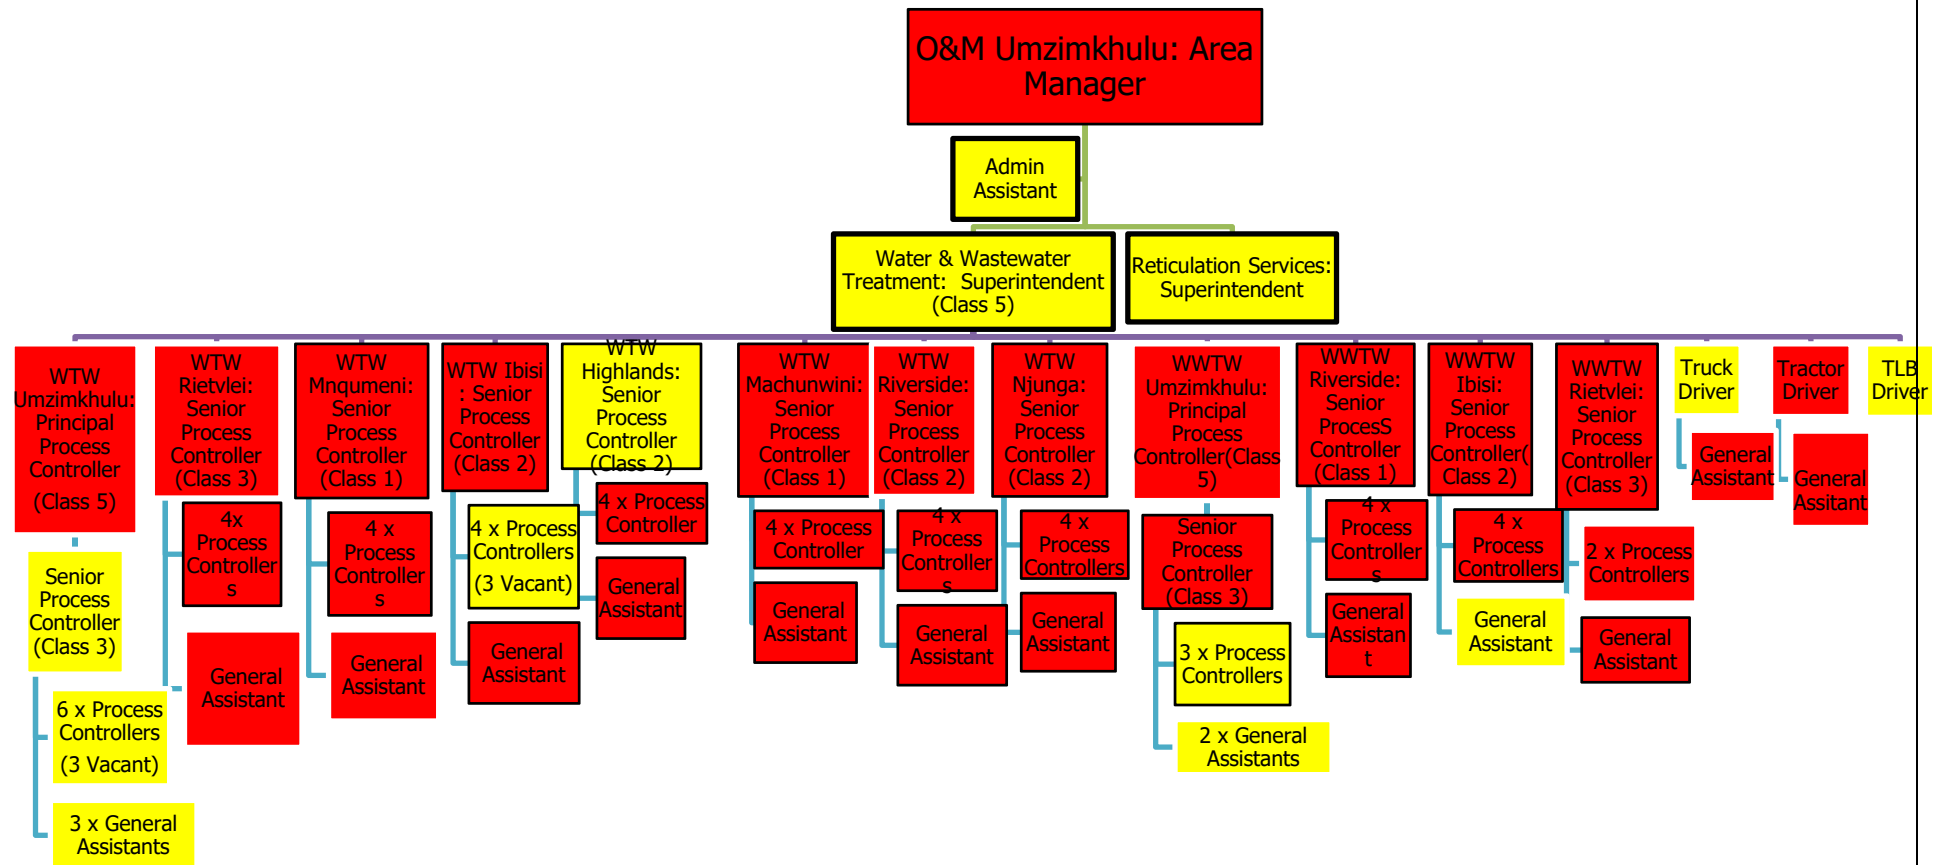 O&M Umzimkhulu: Area
Manager
Admin
Assistant
Water & Wastewater
Treatment: Superintendent
(Class 5)
Reticulation Services:
Superintendent
WTW
Umzimkhulu:
Principal
Process
Controller
(Class 5)
Senior
Process
Controller
(Class 3)
6 x Process
Controllers
(3 Vacant)
3 x General
Assistants
WTW
Rietvlei:
Senior
Process
Controller
(Class 3)
4x
Process
Controller
s
General
Assistant
WTW
Mnqumeni:
Senior
Process
Controller
(Class 1)
4 x
Process
Controller
s
General
Assistant
WTW Ibisi
: Senior
Process
Controller
(Class 2)
4 x Process
Controllers
(3 Vacant)
General
Assistant
WTW
Highlands:
Senior
Process
Controller
(Class 2)
4 x Process
Controller
General
Assistant
WTW
Machunwini:
Senior
Process
Controller
(Class 1)
4 x Process
Controller
General
Assistant
WTW
Riverside:
Senior
Process
Controller
(Class 2)
4 x
Process
Controller
s
General
Assistant
WTW
Njunga:
Senior
Process
Controller
(Class 2)
4 x
Process
Controllers
General
Assistant
WWTW
Umzimkhulu:
Principal
Process
Controller(Class
5)
Senior
Process
Controller
(Class 3)
3 x Process
Controllers
2 x General
Assistants
WWTW
Riverside:
Senior
ProcesS
Controller
(Class 1)
4 x
Process
Controller
s
General
Assistan
t
WWTW
Ibisi:
Senior
Process
Controller(
Class 2)
4 x
Process
Controllers
General
Assistant
WWTW
Rietvlei:
Senior
Process
Controller
(Class 3)
2 x Process
Controllers
General
Assistant
Truck
Driver
General
Assistant
Tractor
Driver
General
Assitant
TLB
Driver